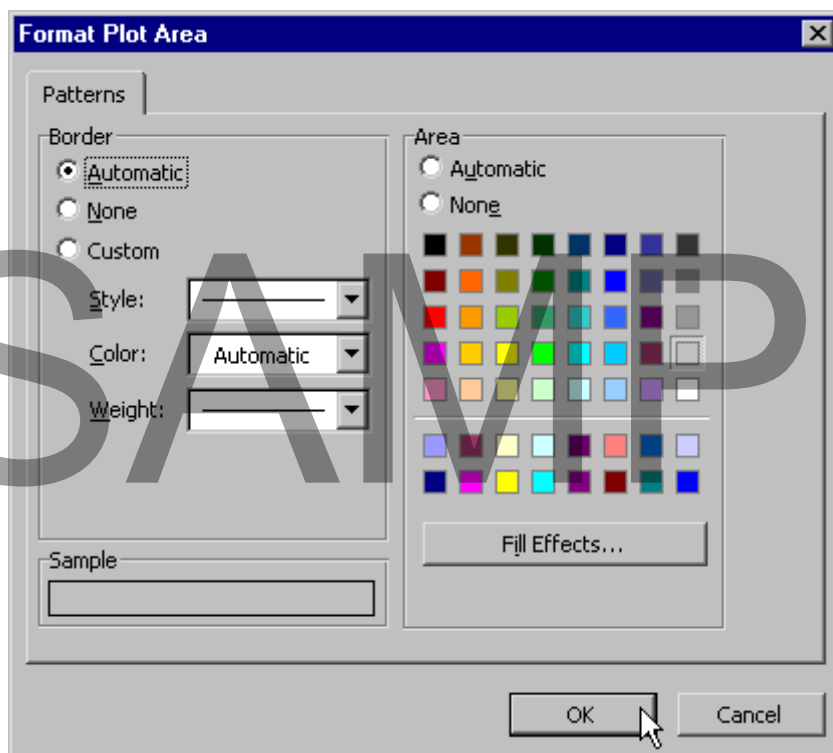 Format Plot Area
Patterns
Border
Automatic
None
Custom
Style:
Color: Automatic
Weight:
Sample
Area
Automatic
None
Fill Effects...
OK Cancel
SAMP